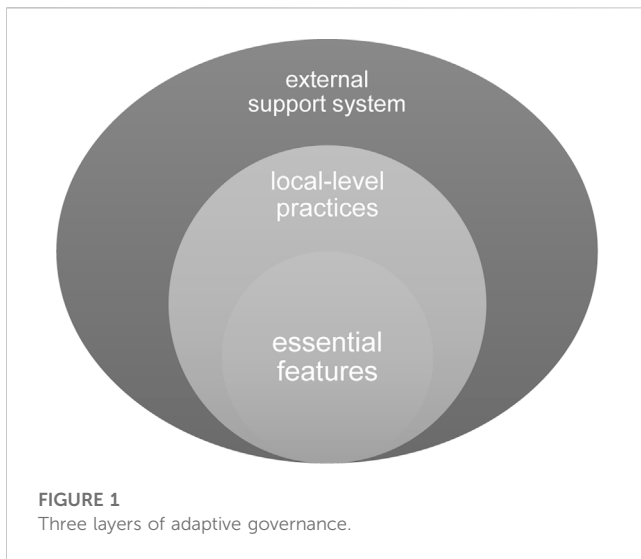 external
support system
local-level
practices
essential
features
FIGURE 1
Three layers of adaptive governance.